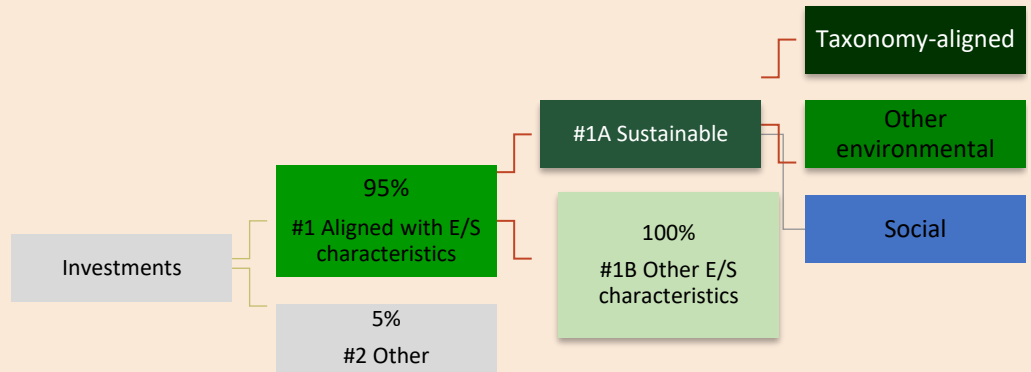 Taxonomy-aligned
#1A Sustainable
Other
environmental
95%
#1 Aligned with E/S
characteristics
Social
100%
#1B Other E/S
characteristics
Investments
5%
#2 Other